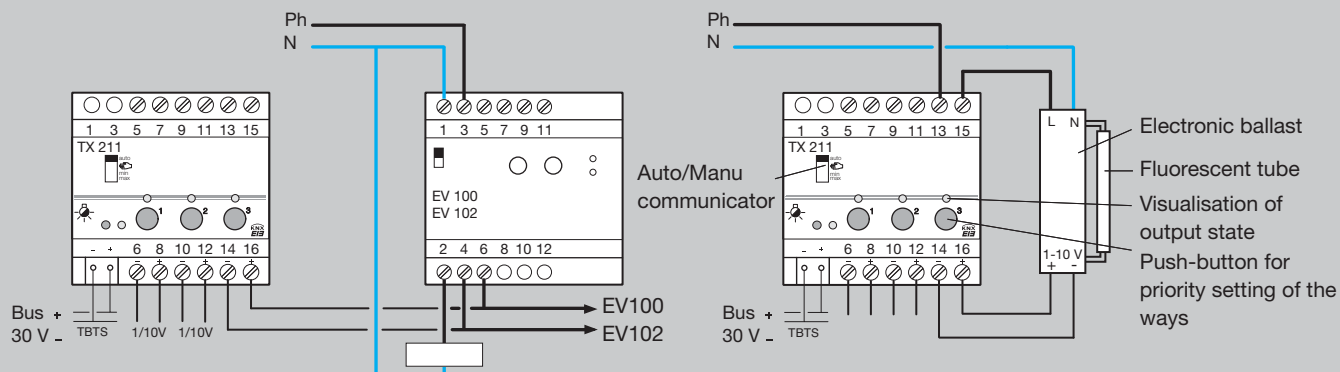 Ph
N
1 3 5 7 9 11 13 15
TX 211
auto
min
max
1 2 3
KNX
EIB
- + 6 8 10 12 14 16
- + - + - +
Bus +
30 V -
TBTS
1/10V 1/10V
1 3 5 7 9 11
EV 100
EV 102
2 4 6 8 10 12
EV100
EV102
Ph
N
1 3 5 7 9 11 13 15
TX 211
auto
min
max
Auto/Manu
communicator
1 2 3
KNX
EIB
- + 6 8 10 12 14 16
- + - + - +
Bus +
30 V -
TBTS
L N
1-10 V
+ -
Electronic ballast
Fluorescent tube
Visualisation of
output state
Push-button for
priority setting of the
ways